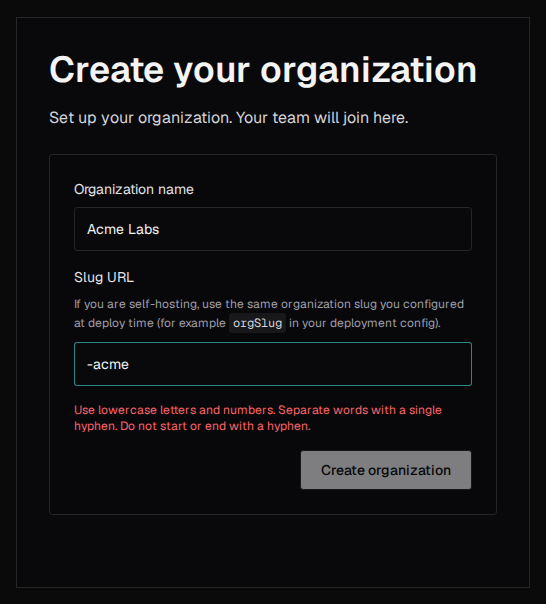 Create your organization
Set up your organization. Your team will join here.
Organization name
Acme Labs
Slug URL
If you are self-hosting, use the same organization slug you configured
at deploy time (for example orgSlug in your deployment config).
-acme
Use lowercase letters and numbers. Separate words with a single
hyphen. Do not start or end with a hyphen.
Create organization